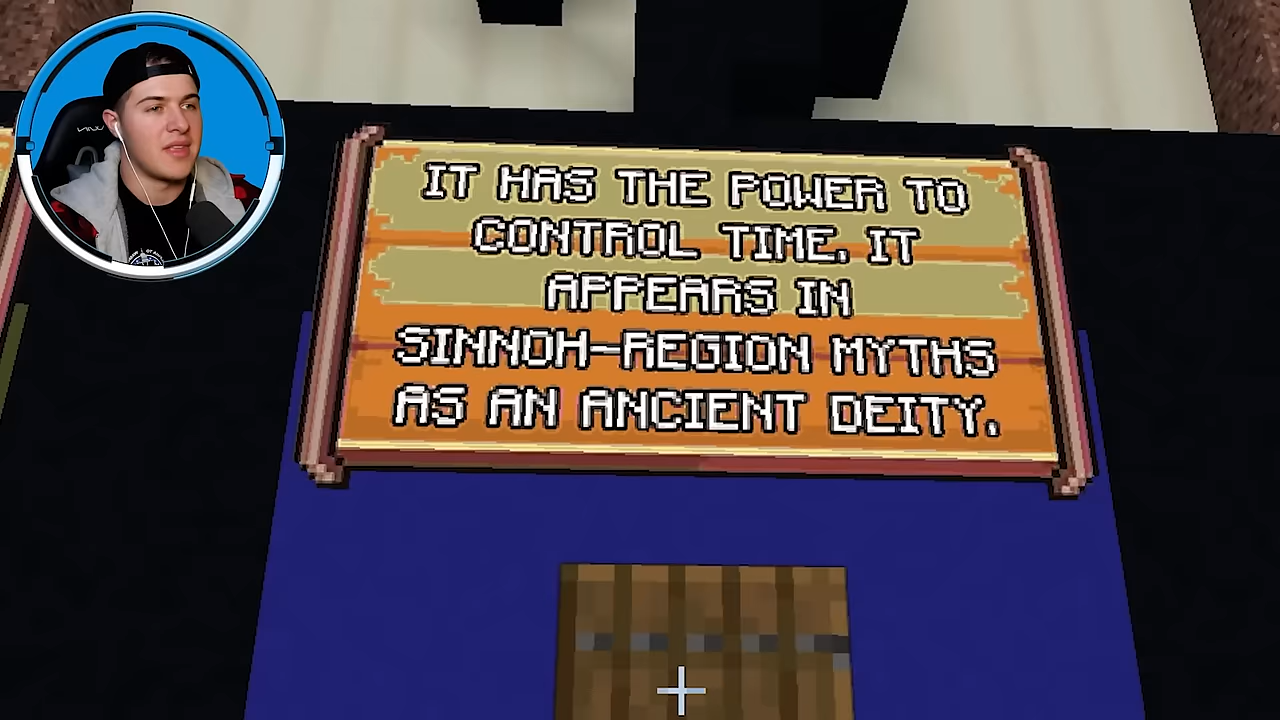 IT HAS THE POWER TO
CONTROL TIME. IT
APPEARS IN
SINNOH-REGION MYTHS
AS AN ANCIENT DEITY.